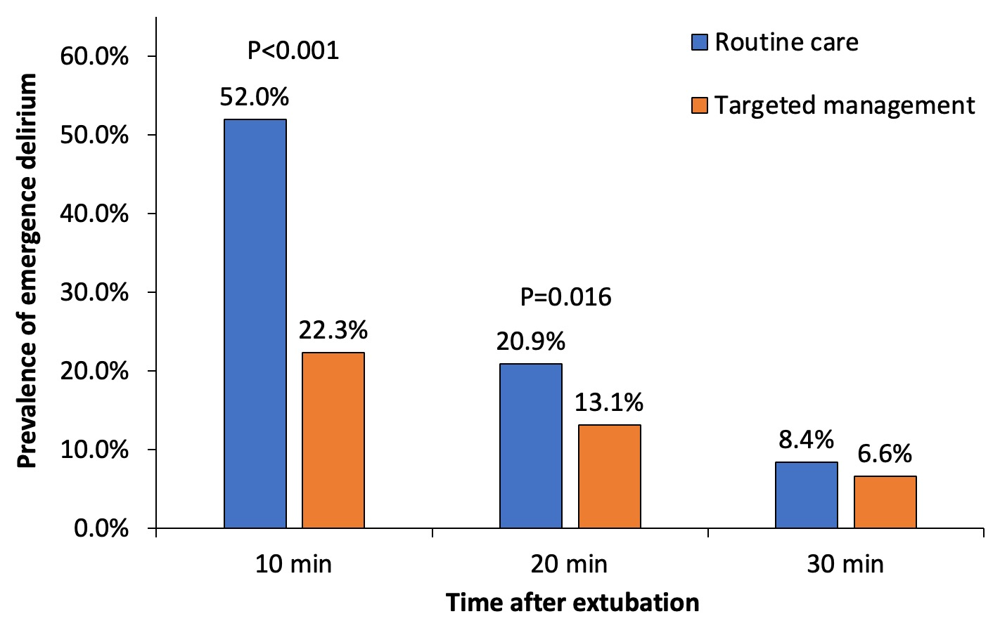 Prevalence of emergence delirium
60.0%
50.0%
40.0%
30.0%
20.0%
10.0%
0.0%
P<0.001
52.0%
22.3%
P=0.016
20.9%
13.1%
8.4%
6.6%
Routine care
Targeted management
10 min
20 min
30 min
Time after extubation